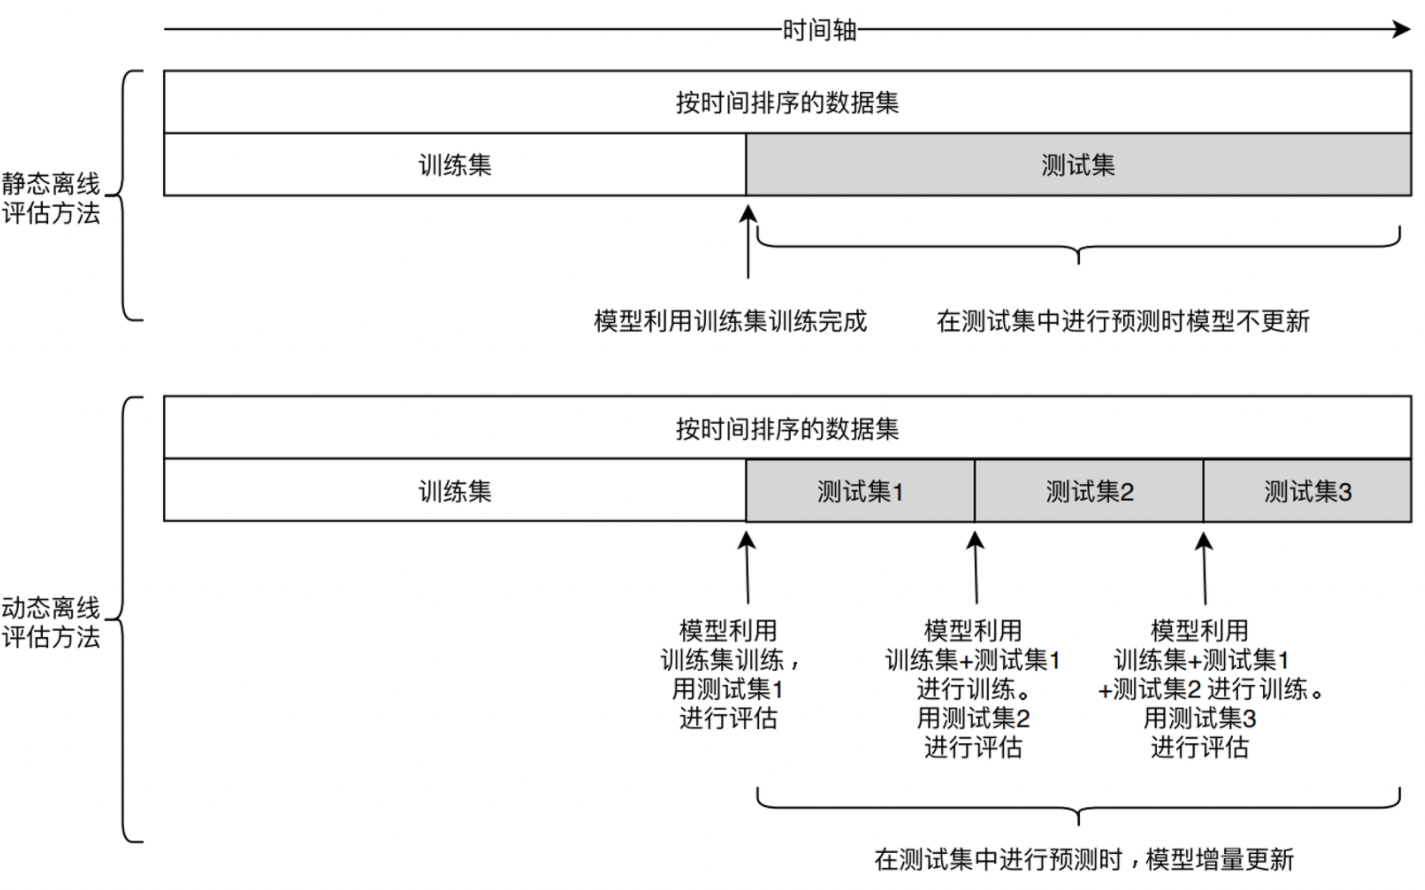 时间轴
按时间排序的数据集
训练集
测试集
静态离线
评估方法
模型利用训练集训练完成
在测试集中进行预测时模型不更新
按时间排序的数据集
训练集
测试集1
测试集2
测试集3
动态离线
评估方法
模型利用
训练集训练，
用测试集1
进行评估
模型利用
训练集+测试集1
进行训练。
用测试集2
进行评估
模型利用
训练集+测试集1
+测试集2 进行训练。
用测试集3
进行评估
在测试集中进行预测时，模型增量更新